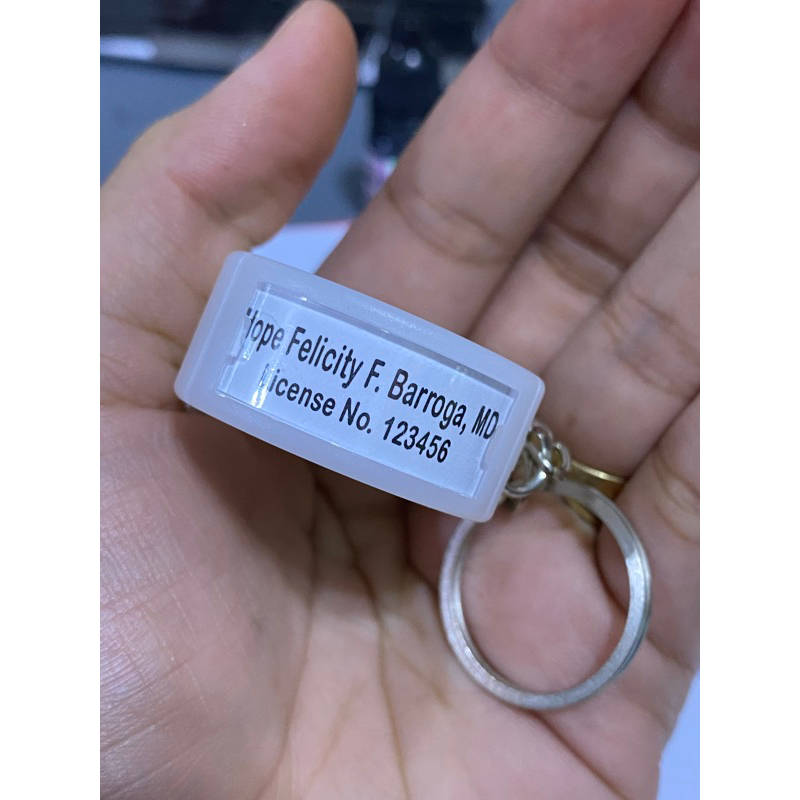 Hope Felicity F. Barroga, MD
License No. 123456